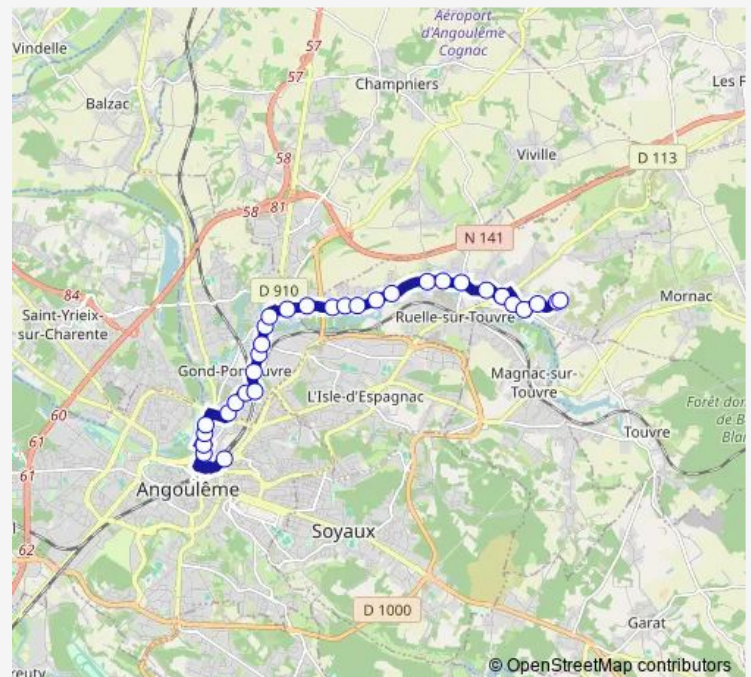 Aéroport
d'Angoulême
Cognac
57
Vindelle
57
Champniers
Les F
Balzac
D 113
Viville
58
58
81
N 141
84
D 910
Mornac
Saint-Yrieix-
sur-Charente
Ruelle-sur-Touvre
Gond-Pontouvre
Magnac-sur-
Touvre
L'Isle-d'Espagnac
60
61
Touvre
61
Angoulême
62
Soyaux
D 1000
Garat
© OpenStreetMap contributors